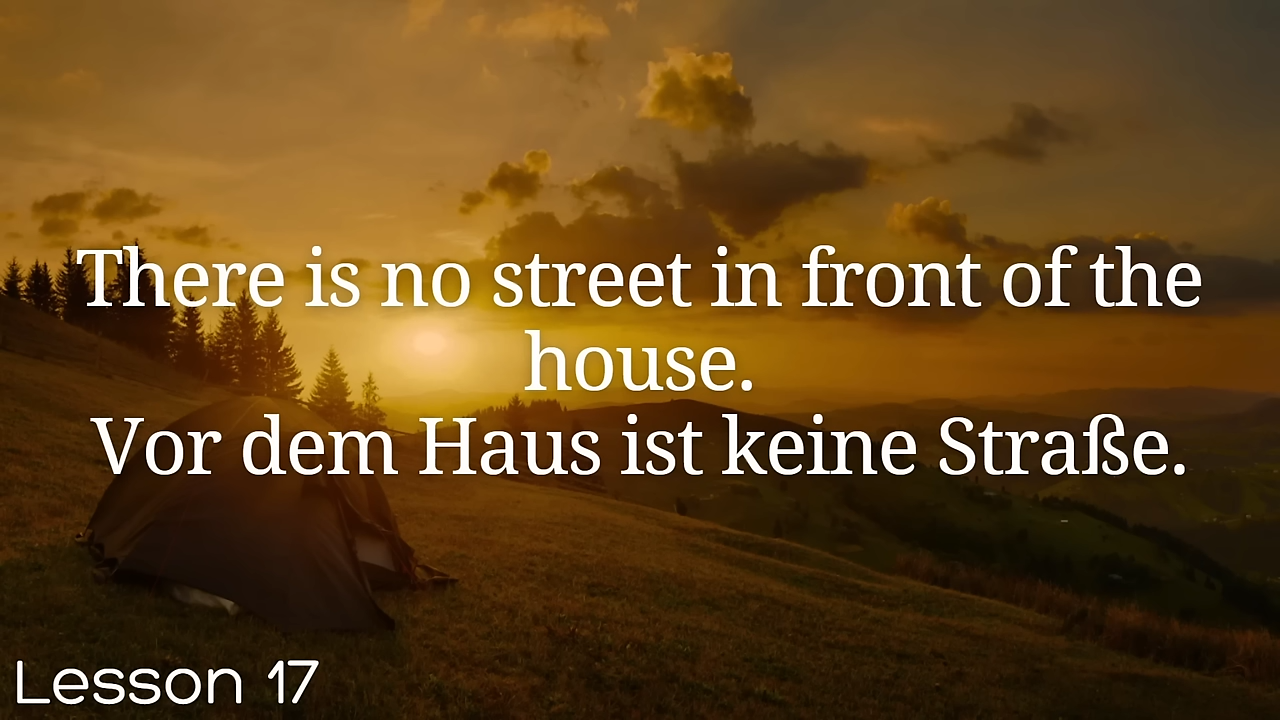 There is no street in front of the
house.
Vor dem Haus ist keine Straße.
Lesson 17